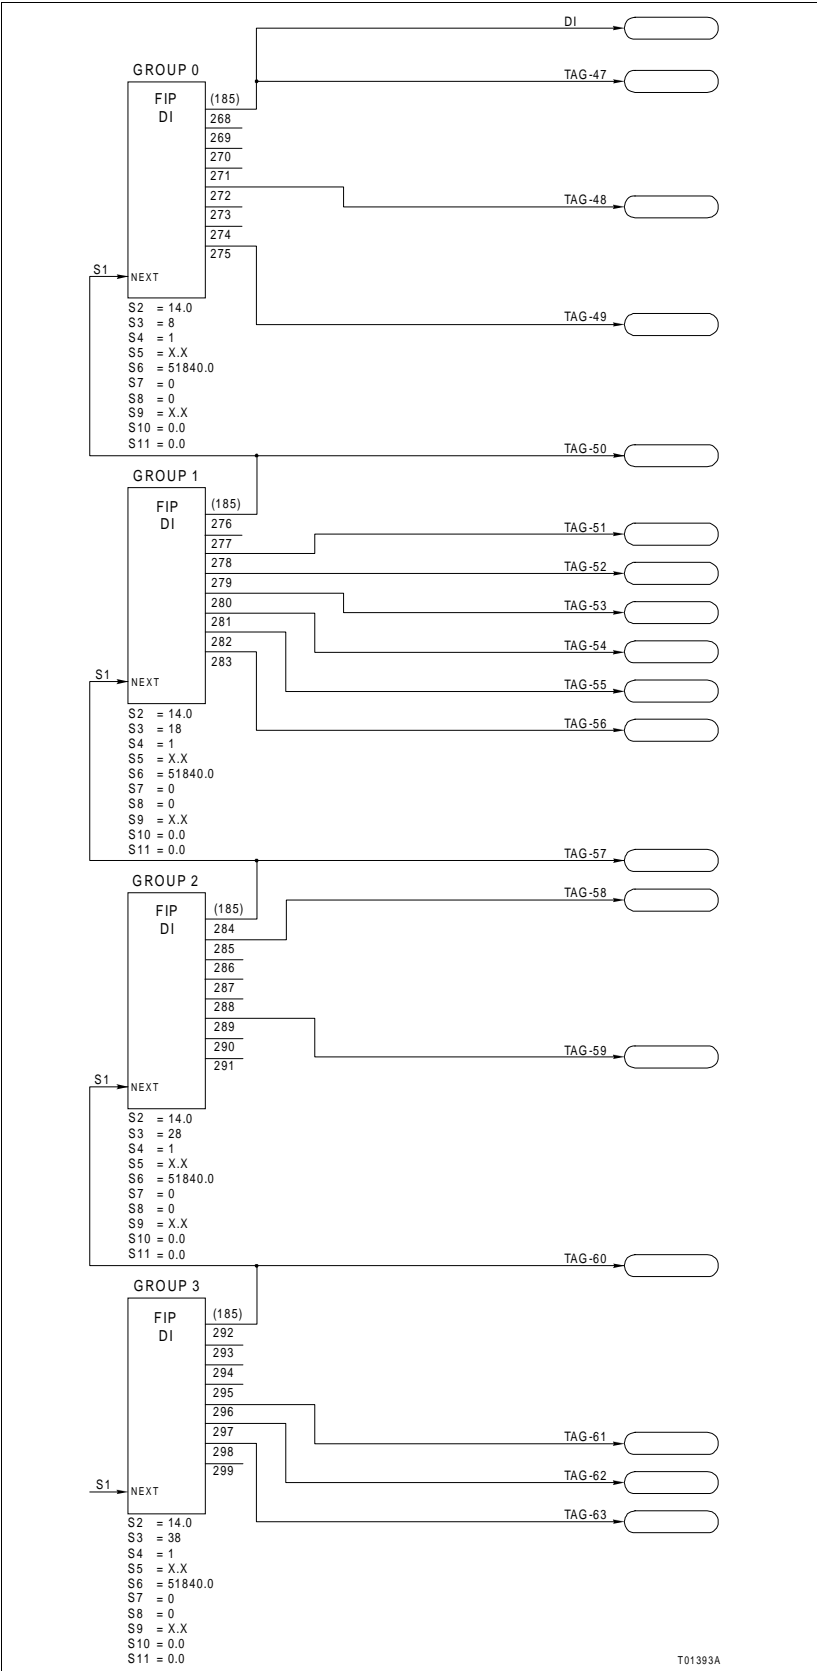 DI
GROUP 0
TAG-47
FIP
DI
(185)
268
269
270
271
272
TAG-48
273
274
275
S1
NEXT
S2 = 14.0
S3 = 8
TAG-49
S4 = 1
S5 = X.X
S6 = 51840.0
S7 = 0
S8 = 0
S9 = X.X
S10 = 0.0
S11 = 0.0
TAG-50
GROUP 1
FIP
DI
(185)
276
TAG-51
277
278
TAG-52
279
280
TAG-53
281
282
TAG-54
283
S1
NEXT
TAG-55
S2 = 14.0
S3 = 18
TAG-56
S4 = 1
S5 = X.X
S6 = 51840.0
S7 = 0
S8 = 0
S9 = X.X
S10 = 0.0
S11 = 0.0
TAG-57
GROUP 2
TAG-58
FIP
DI
(185)
284
285
286
287
288
289
290
TAG-59
291
S1
NEXT
S2 = 14.0
S3 = 28
S4 = 1
S5 = X.X
S6 = 51840.0
S7 = 0
S8 = 0
S9 = X.X
S10 = 0.0
S11 = 0.0
TAG-60
GROUP 3
FIP
DI
(185)
292
293
294
295
296
297
TAG-61
298
299
TAG-62
S1
NEXT
TAG-63
S2 = 14.0
S3 = 38
S4 = 1
S5 = X.X
S6 = 51840.0
S7 = 0
S8 = 0
S9 = X.X
S10 = 0.0
S11 = 0.0
T01393A